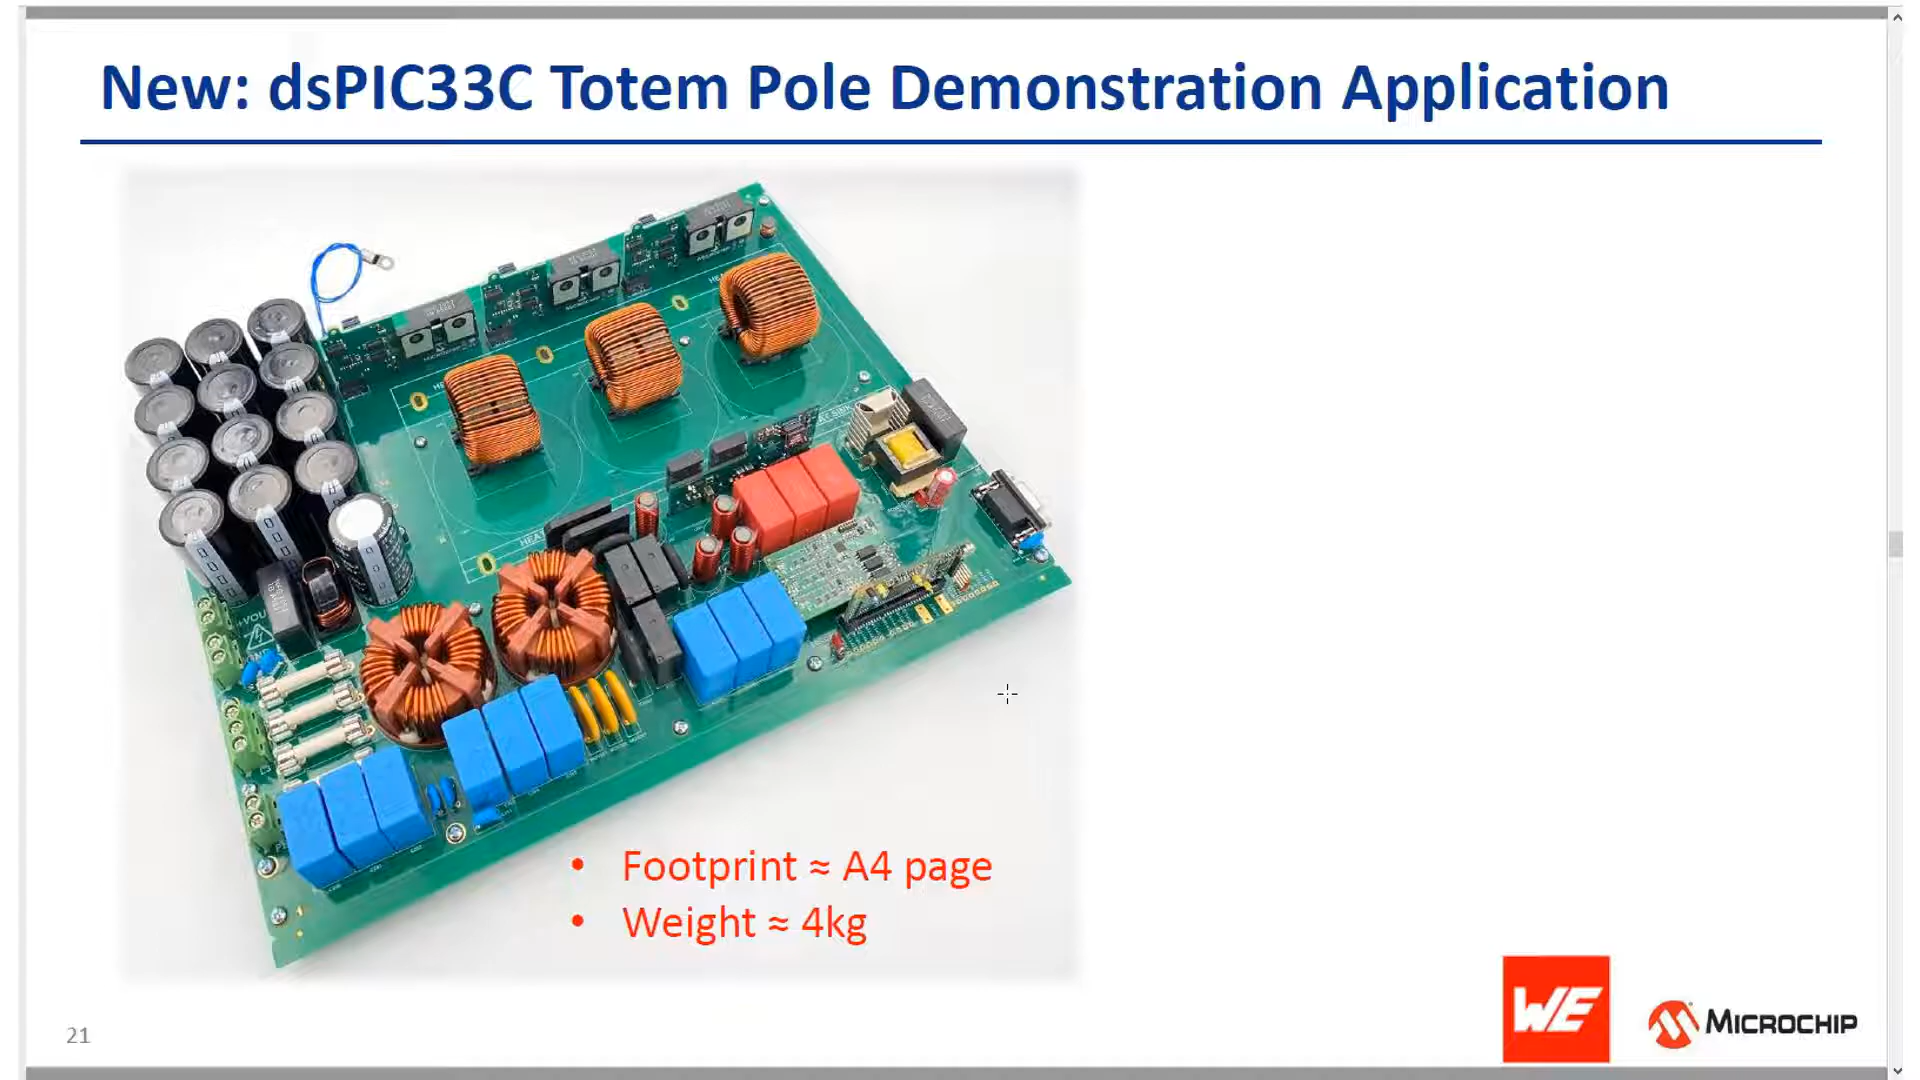 New: dsPIC33C Totem Pole Demonstration Application
• Footprint ≈ A4 page
• Weight ≈ 4kg
21
WE
MICROCHIP